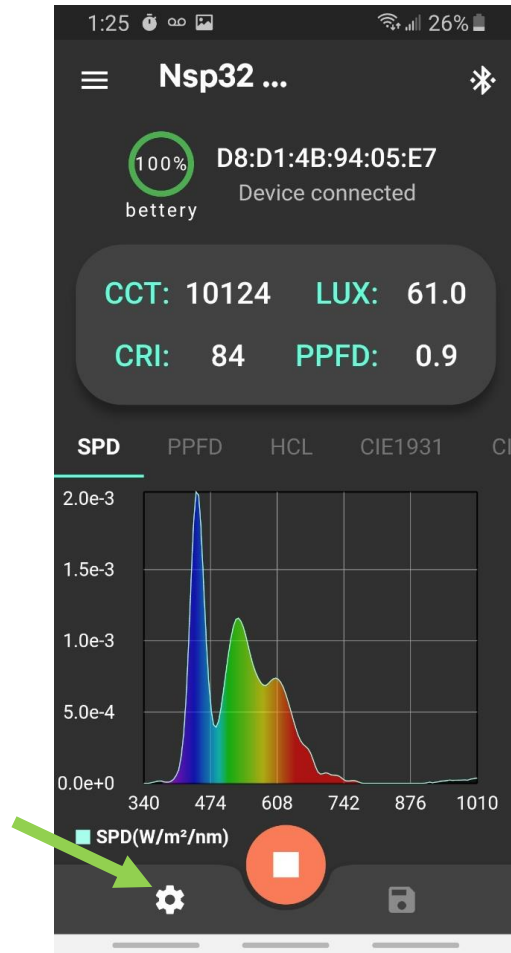 1:25 26%
Nsp32 ...
100% D8:D1:4B:94:05:E7
bettery Device connected
CCT: 10124 LUX: 61.0
CRI: 84 PPFD: 0.9
SPD PPFD HCL CIE1931 CI
2.0e-3
1.5e-3
1.0e-3
5.0e-4
0.0e+0
340 474 608 742 876 1010
SPD(W/m²/nm)